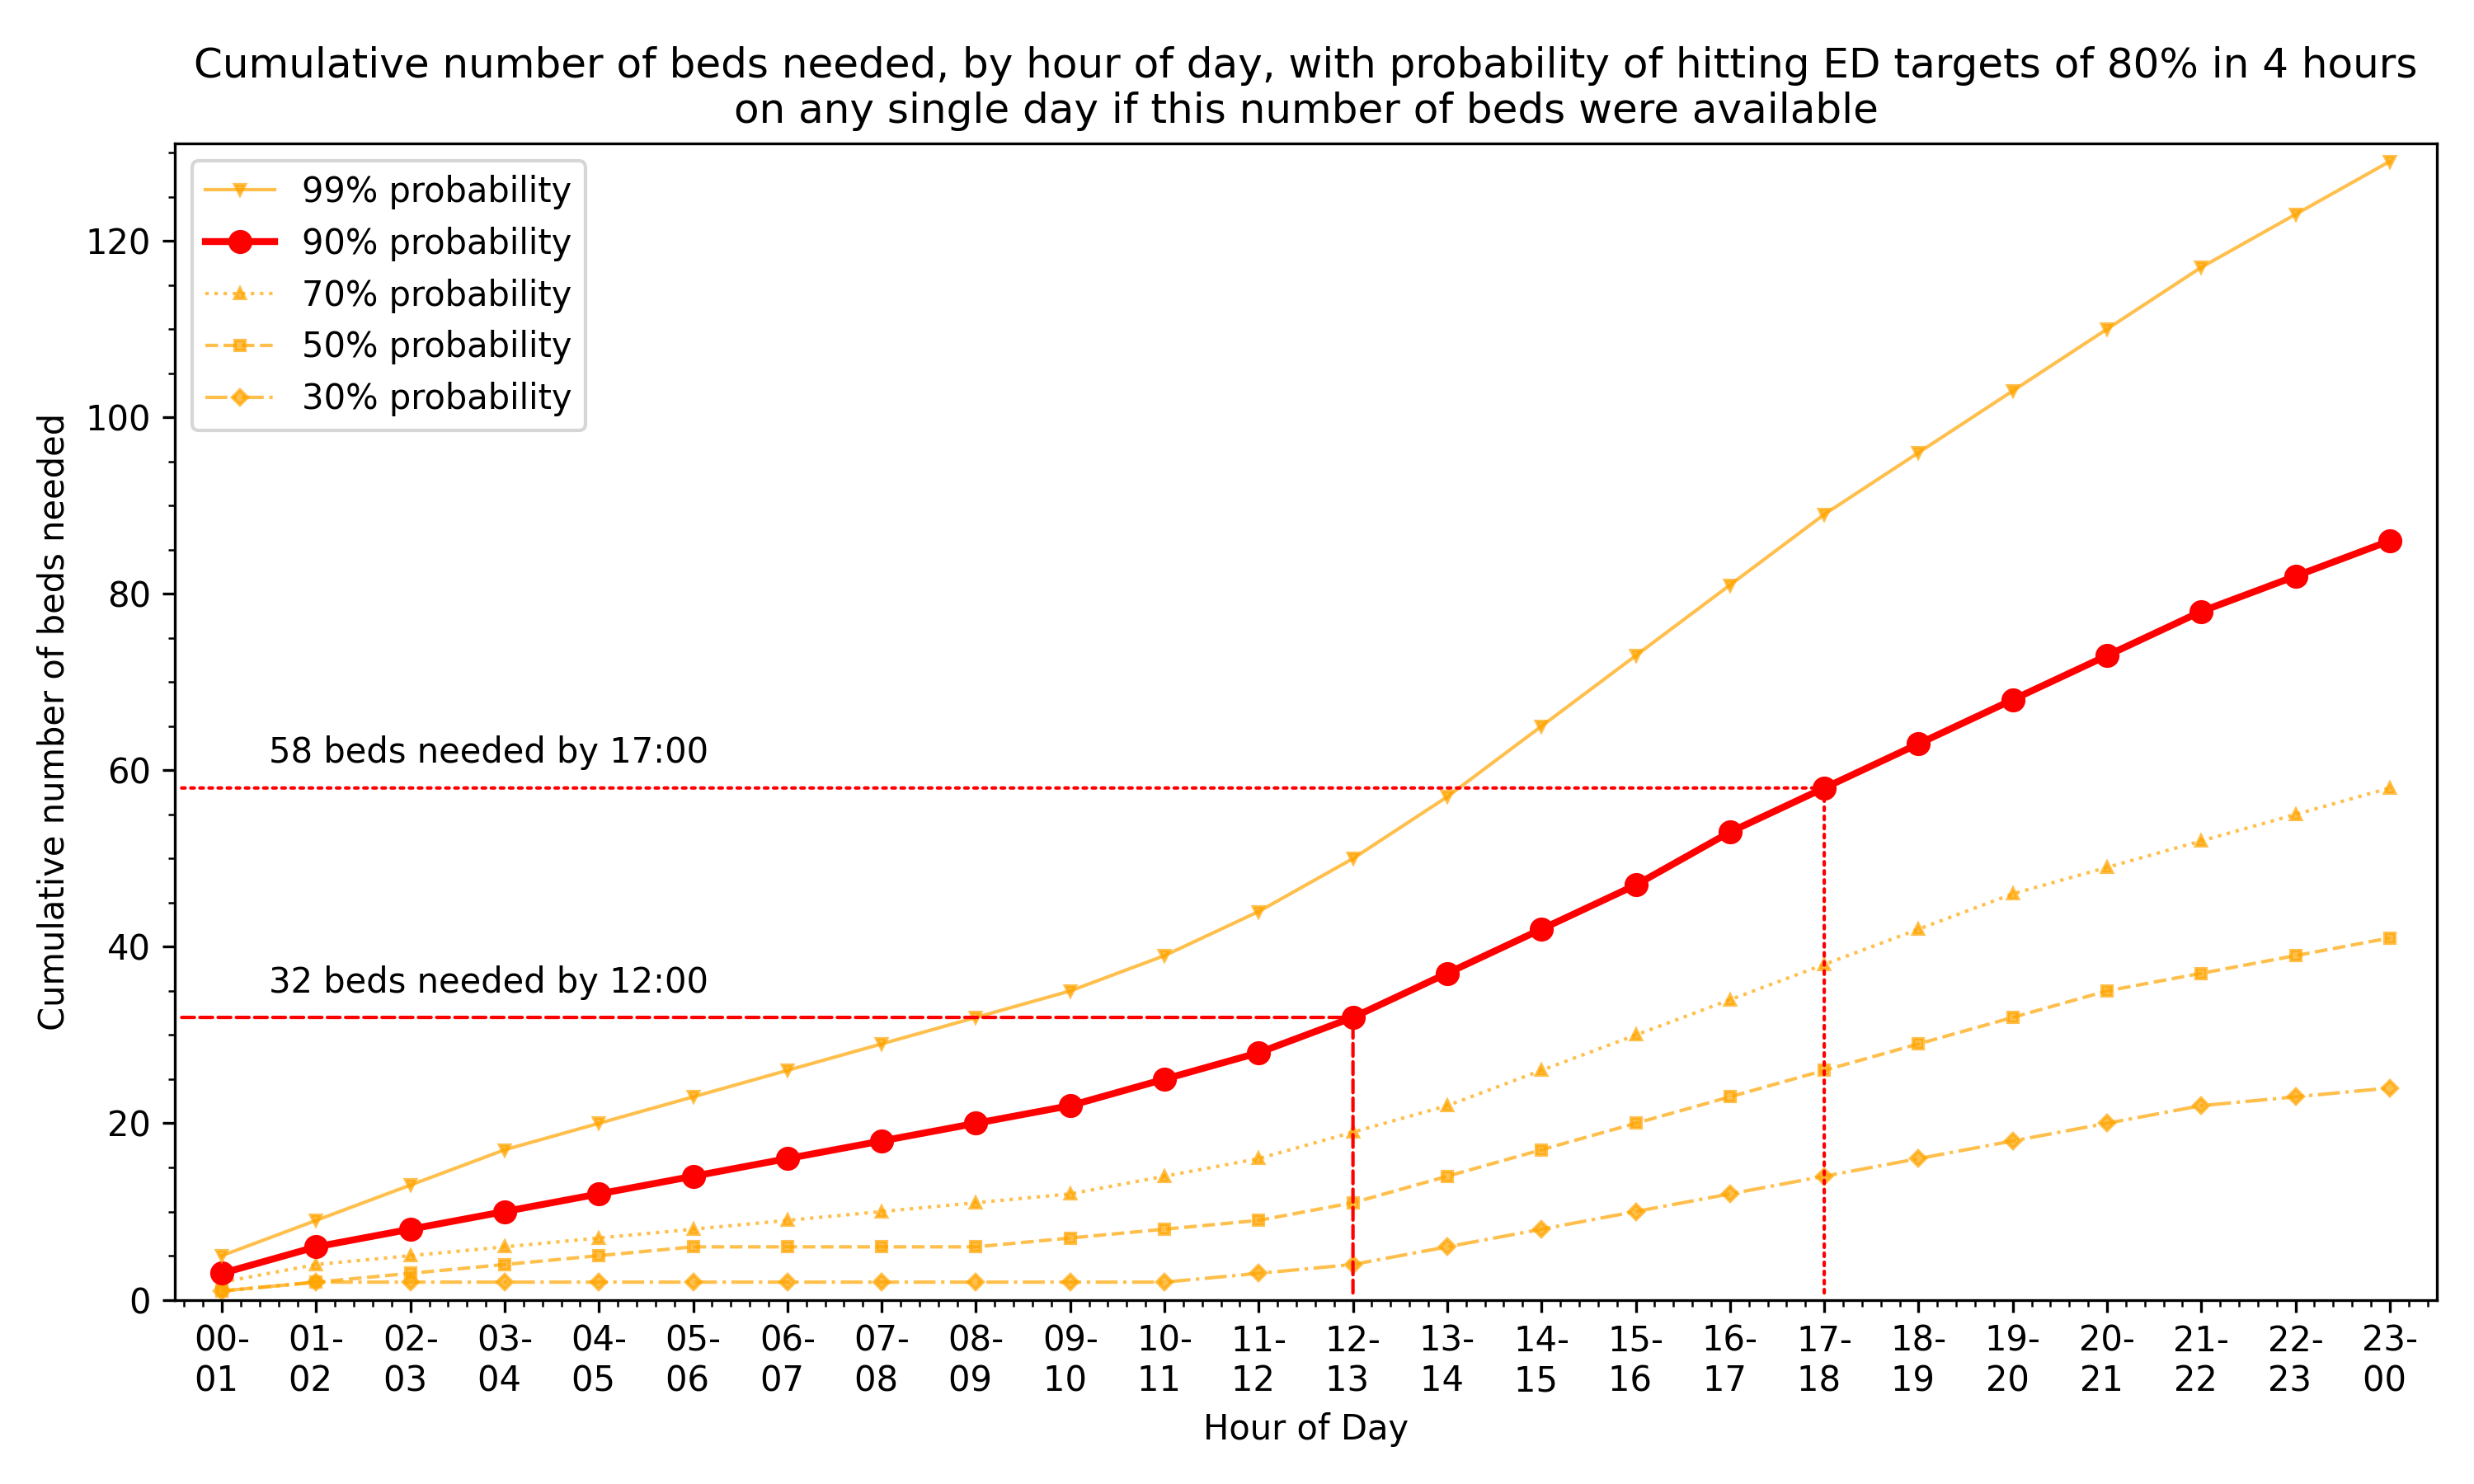 Cumulative number of beds needed, by hour of day, with probability of hitting ED targets of 80% in 4 hours
on any single day if this number of beds were available
99% probability
90% probability
70% probability
50% probability
30% probability
Cumulative number of beds needed
120
100
80
60
40
20
0
58 beds needed by 17:00
32 beds needed by 12:00
00- 01- 02- 03- 04- 05- 06- 07- 08- 09- 10- 11- 12- 13- 14- 15- 16- 17- 18- 19- 20- 21- 22- 23-
01 02 03 04 05 06 07 08 09 10 11 12 13 14 15 16 17 18 19 20 21 22 23 00
Hour of Day